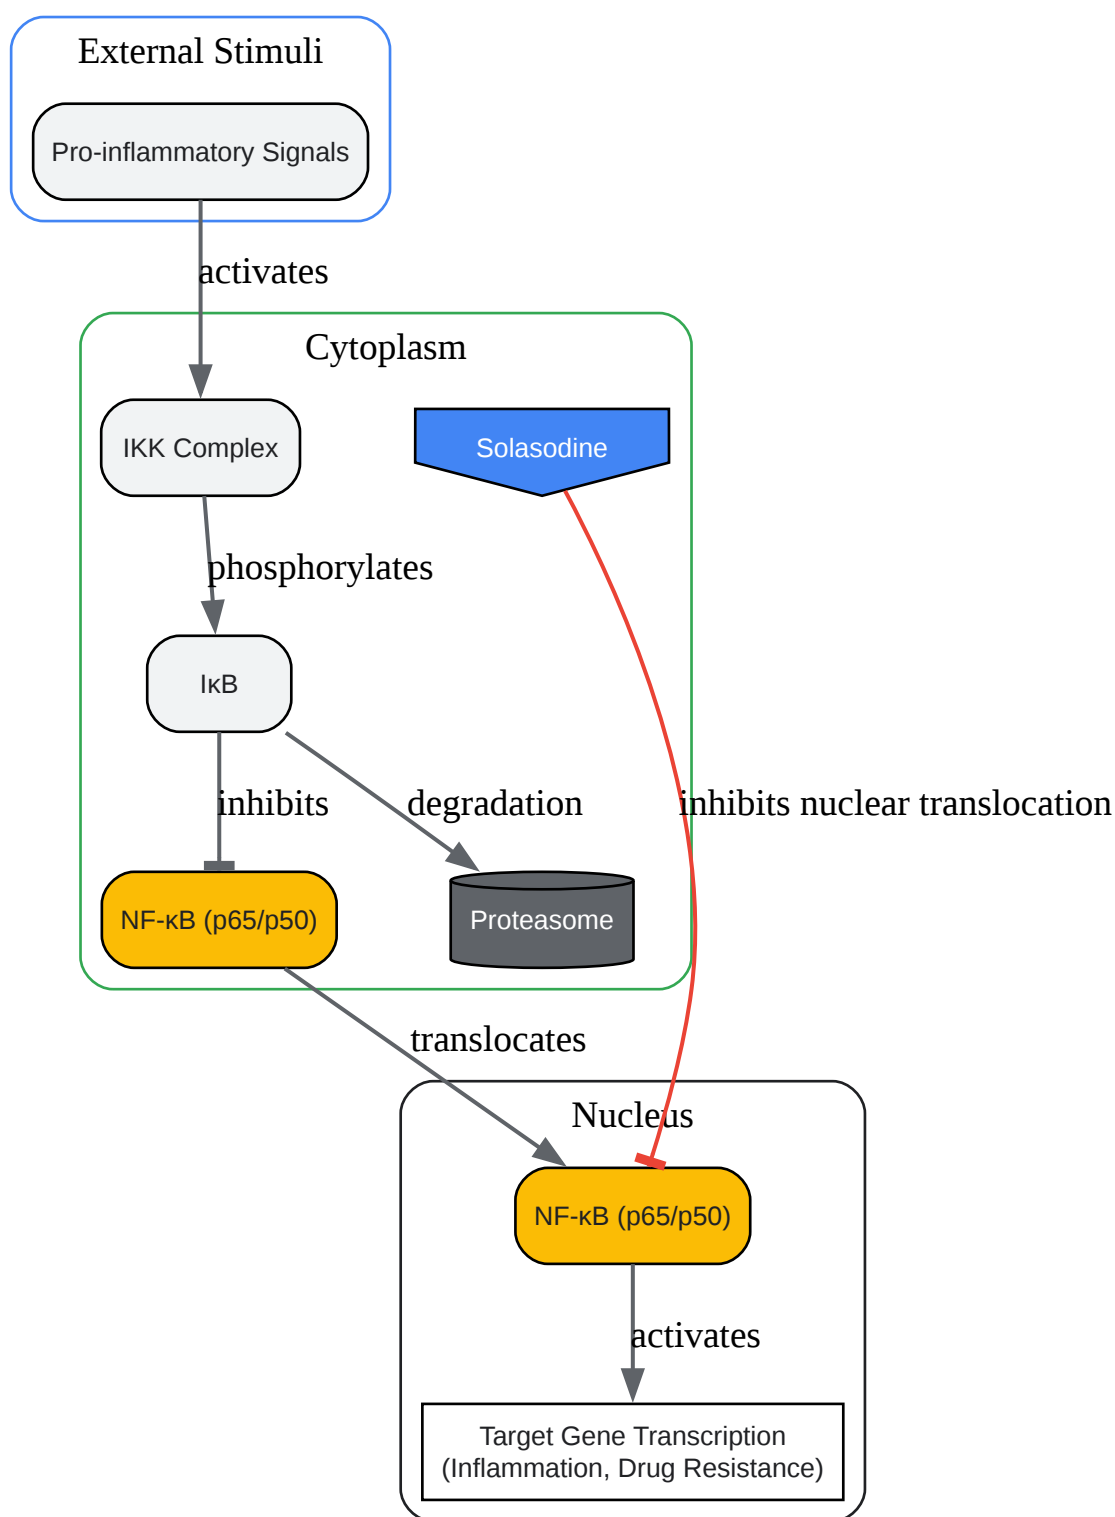 External Stimuli
Pro-inflammatory Signals
activates
Cytoplasm
IKK Complex
Solasodine
phosphorylates
IκB
inhibits
degradation
inhibits nuclear translocation
NF-κB (p65/p50)
Proteasome
translocates
Nucleus
NF-κB (p65/p50)
activates
Target Gene Transcription
(Inflammation, Drug Resistance)